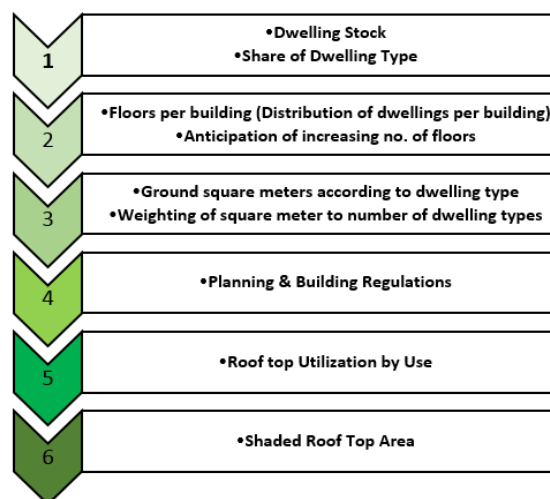 1
•Dwelling Stock
•Share of Dwelling Type
2
•Floors per building (Distribution of dwellings per building)
•Anticipation of increasing no. of floors
3
•Ground square meters according to dwelling type
•Weighting of square meter to number of dwelling types
4
•Planning & Building Regulations
5
•Roof top Utilization by Use
6
•Shaded Roof Top Area